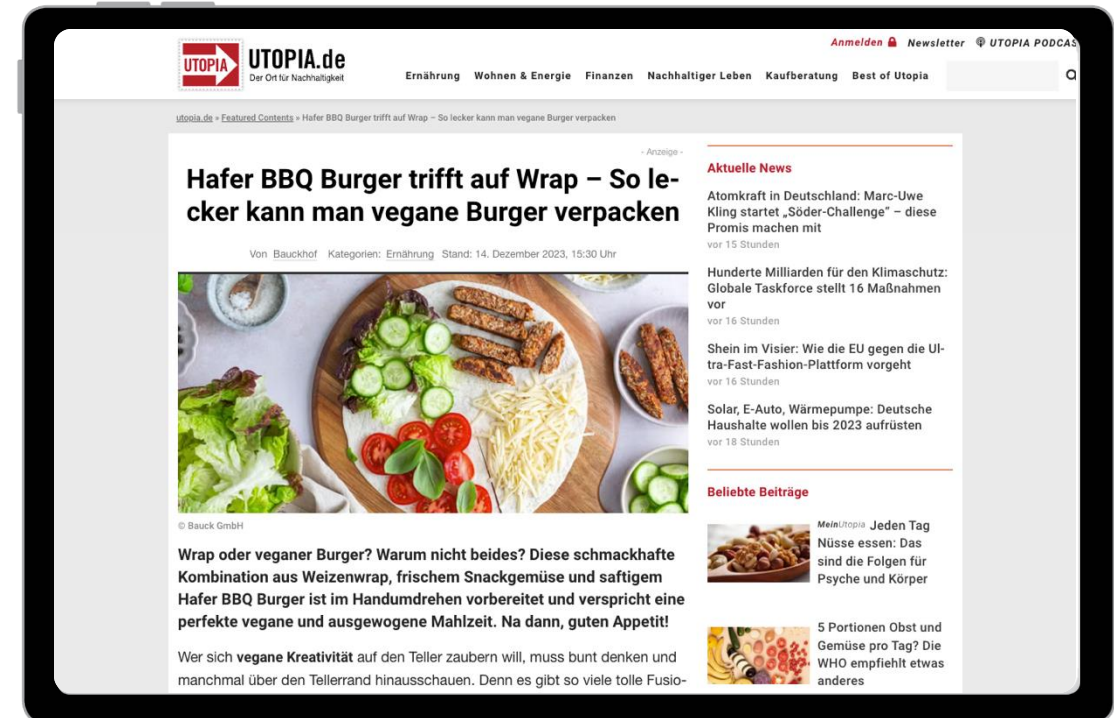 UTOPIA
UTOPIA.de
Der Ort für Nachhaltigkeit
Anmelden Newsletter UTOPIA PODCAS
Ernährung Wohnen & Energie Finanzen Nachhaltiger Leben Kaufberatung Best of Utopia
utopia.de » Featured Contents » Hafer BBQ Burger trifft auf Wrap – So lecker kann man vegane Burger verpacken
- Anzeige -
Hafer BBQ Burger trifft auf Wrap – So le-
cker kann man vegane Burger verpacken
Von Bauckhof Kategorien: Ernährung Stand: 14. Dezember 2023, 15:30 Uhr
© Bauck GmbH
Wrap oder veganer Burger? Warum nicht beides? Diese schmackhafte
Kombination aus Weizenwrap, frischem Snackgemüse und saftigem
Hafer BBQ Burger ist im Handumdrehen vorbereitet und verspricht eine
perfekte vegane und ausgewogene Mahlzeit. Na dann, guten Appetit!
Wer sich vegane Kreativität auf den Teller zaubern will, muss bunt denken und
manchmal über den Tellerrand hinausschauen. Denn es gibt so viele tolle Fusio-
Aktuelle News
Atomkraft in Deutschland: Marc-Uwe
Kling startet „Söder-Challenge“ – diese
Promis machen mit
vor 15 Stunden
Hunderte Milliarden für den Klimaschutz:
Globale Taskforce stellt 16 Maßnahmen
vor
vor 16 Stunden
Shein im Visier: Wie die EU gegen die Ul-
tra-Fast-Fashion-Plattform vorgeht
vor 16 Stunden
Solar, E-Auto, Wärmepumpe: Deutsche
Haushalte wollen bis 2023 aufrüsten
vor 18 Stunden
Beliebte Beiträge
MeinUtopia Jeden Tag
Nüsse essen: Das
sind die Folgen für
Psyche und Körper
5 Portionen Obst und
Gemüse pro Tag? Die
WHO empfiehlt etwas
anderes